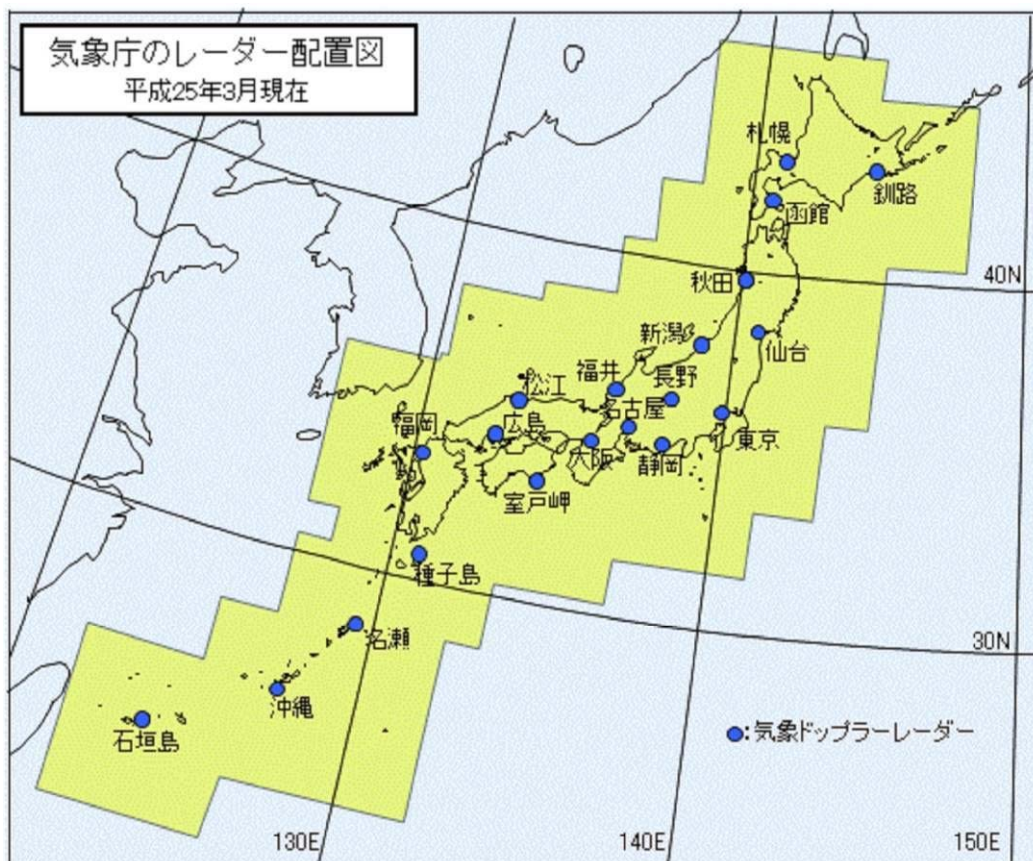 気象庁のレーダー配置図
平成25年3月現在
札幌
釧路
函館
40N
秋田
新潟
仙台
福井
長野
松江
名古屋
福岡
広島
大阪
静岡
東京
室戸岬
種子島
名瀬
30N
沖縄
石垣島
:気象ドップラーレーダー
130E
140E
150E